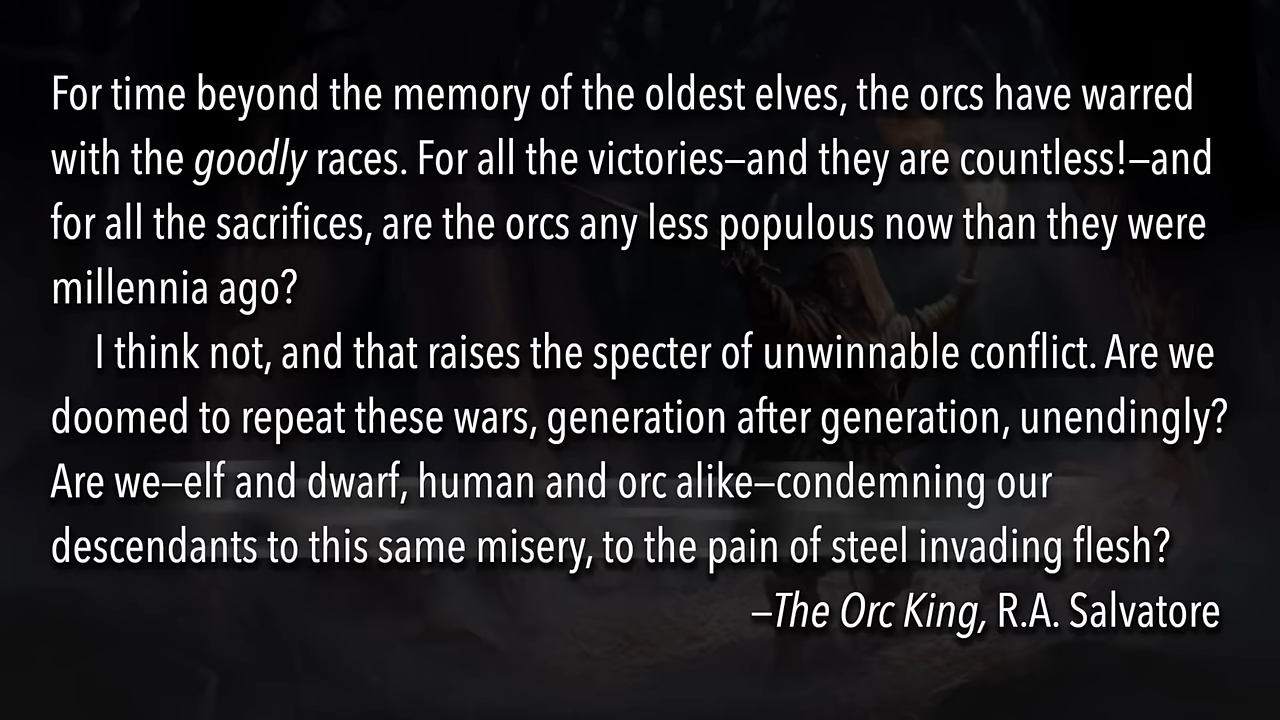 For time beyond the memory of the oldest elves, the orcs have warred
with the goodly races. For all the victories–and they are countless!–and
for all the sacrifices, are the orcs any less populous now than they were
millennia ago?
I think not, and that raises the specter of unwinnable conflict. Are we
doomed to repeat these wars, generation after generation, unendingly?
Are we–elf and dwarf, human and orc alike–condemning our
descendants to this same misery, to the pain of steel invading flesh?
–The Orc King, R.A. Salvatore